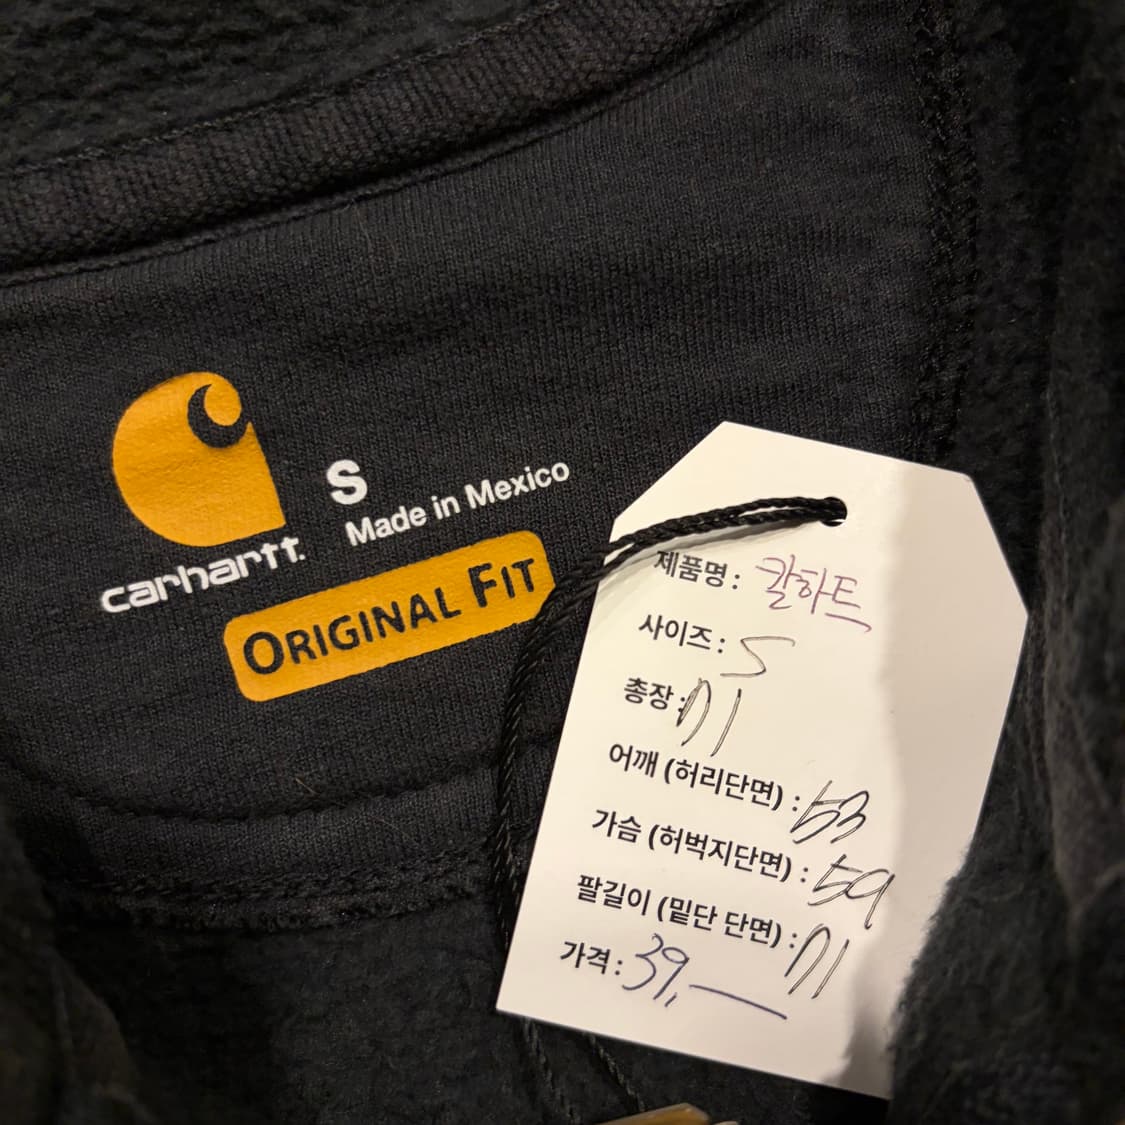 carhartt.
S
Made in Mexico
ORIGINAL FIT
제품명 : 칼하트
사이즈 : S
총장 : 71
어깨 (허리단면) : 53
가슴 (허벅지단면) : 59
팔길이 (밑단 단면) : 71
가격 : 39,—